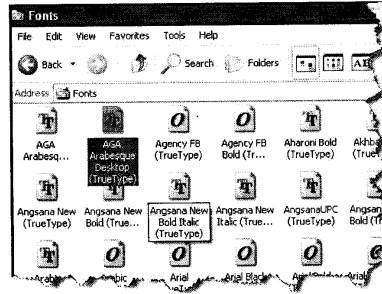 Fonts
File Edit View Favorites Tools Help
Back Search Folders
Address Fonts
AGA Arabesq... AGA Arabesque Desktop (TrueType) Agency FB (TrueType) Agency FB Bold (Tr... Aharoni Bold (TrueType)
Angsana New (TrueType) Angsana New Bold (True... Angsana New Bold Italic (TrueType) Angsana New Italic (True... AngsanaUPC (TrueType)
Arial Arial Black